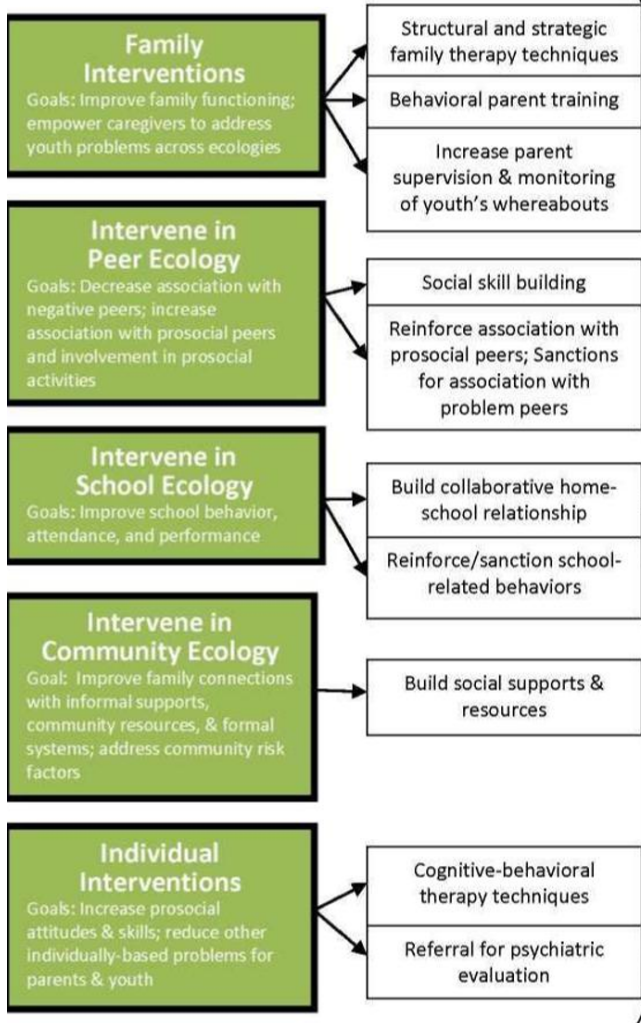 Family
Interventions
Goals: Improve family functioning;
empower caregivers to address
youth problems across ecologies
Structural and strategic
family therapy techniques
Behavioral parent training
Increase parent
supervision & monitoring
of youth's whereabouts
Intervene in
Peer Ecology
Goals: Decrease association with
negative peers; increase
association with prosocial peers
and involvement in prosocial
activities
Social skill building
Reinforce association with
prosocial peers; Sanctions
for association with
problem peers
Intervene in
School Ecology
Goals: Improve school behavior,
attendance, and performance
Build collaborative home-
school relationship
Reinforce/sanction school-
related behaviors
Intervene in
Community Ecology
Goal:  Improve family connections
with informal supports,
community resources, & formal
systems; address community risk
factors
Build social supports &
resources
Individual
Interventions
Goals: Increase prosocial
attitudes & skills; reduce other
individually-based problems for
parents & youth
Cognitive-behavioral
therapy techniques
Referral for psychiatric
evaluation